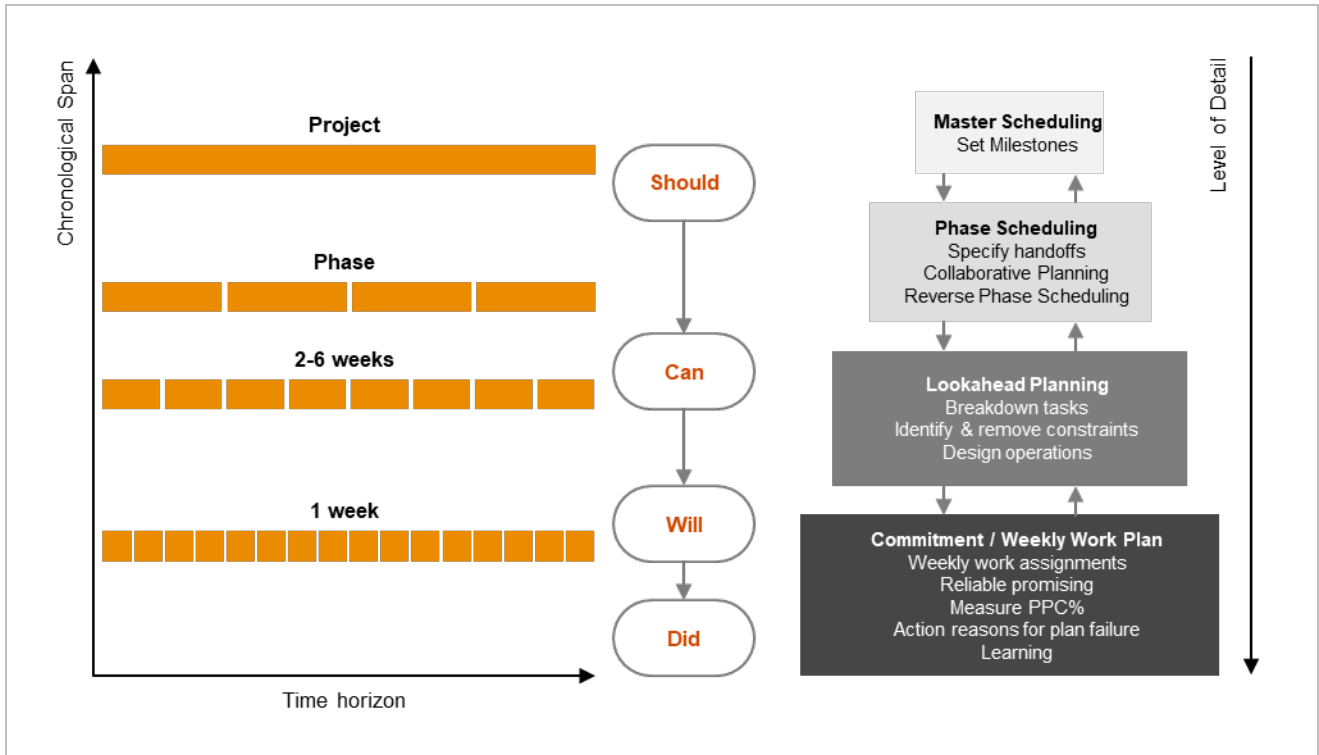 Chronological Span
Project
Phase
2-6 weeks
1 week
Time horizon
Should
Can
Will
Did
Master Scheduling
Set Milestones
Phase Scheduling
Specify handoffs
Collaborative Planning
Reverse Phase Scheduling
Lookahead Planning
Breakdown tasks
Identify & remove constraints
Design operations
Commitment / Weekly Work Plan
Weekly work assignments
Reliable promising
Measure PPC%
Action reasons for plan failure
Learning
Level of Detail